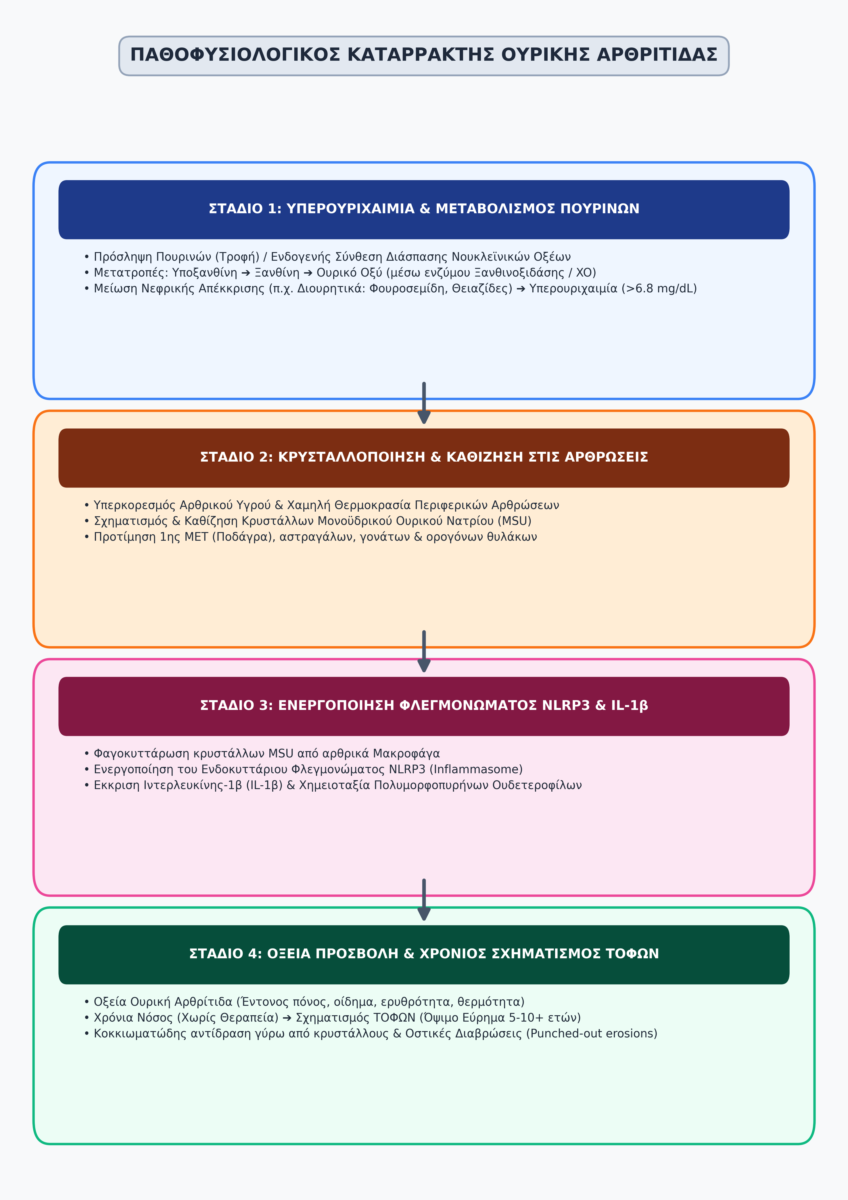 ΠΑΘΟΦΥΣΙΟΛΟΓΙΚΟΣ ΚΑΤΑΡΡΑΚΤΗΣ ΟΥΡΙΚΗΣ ΑΡΘΡΙΤΙΔΑΣ
ΣΤΑΔΙΟ 1: ΥΠΕΡΟΥΡΙΧΑΙΜΙΑ & ΜΕΤΑΒΟΛΙΣΜΟΣ ΠΟΥΡΙΝΩΝ
• Πρόσληψη Πουρινών (Τροφή) / Ενδογενής Σύνθεση Διάσπασης Νουκλεϊνικών Οξέων
• Μετατροπές: Υποξανθίνη ➔ Ξανθίνη ➔ Ουρικό Οξύ (μέσω ενζύμου Ξανθινοξιδάσης / XO)
• Μείωση Νεφρικής Απέκκρισης (π.χ. Διουρητικά: Φουροσεμίδη, Θειαζίδες) ➔ Υπερουριχαιμία (>6.8 mg/dL)
ΣΤΑΔΙΟ 2: ΚΡΥΣΤΑΛΛΟΠΟΙΗΣΗ & ΚΑΘΙΖΗΣΗ ΣΤΙΣ ΑΡΘΡΩΣΕΙΣ
• Υπερκορεσμός Αρθρικού Υγρού & Χαμηλή Θερμοκρασία Περιφερικών Αρθρώσεων
• Σχηματισμός & Καθίζηση Κρυστάλλων Μονοϋδρικού Ουρικού Νατρίου (MSU)
• Προτίμηση 1ης ΜΕΤ (Ποδάγρα), αστραγάλων, γονάτων & ορογόνων θυλάκων
ΣΤΑΔΙΟ 3: ΕΝΕΡΓΟΠΟΙΗΣΗ ΦΛΕΓΜΟΝΩΜΑΤΟΣ NLRP3 & IL-1β
• Φαγοκυττάρωση κρυστάλλων MSU από αρθρικά Μακροφάγα
• Ενεργοποίηση του Ενδοκυττάριου Φλεγμονώματος NLRP3 (Inflammasome)
• Εκκριση Ιντερλευκίνης-1β (IL-1β) & Χημειοταξία Πολυμορφοπυρήνων Ουδετεροφίλων
ΣΤΑΔΙΟ 4: ΟΞΕΙΑ ΠΡΟΣΒΟΛΗ & ΧΡΟΝΙΟΣ ΣΧΗΜΑΤΙΣΜΟΣ ΤΟΦΩΝ
• Οξεία Ουρική Αρθρίτιδα (Έντονος πόνος, οίδημα, ερυθρότητα, θερμότητα)
• Χρόνια Νόσος (Χωρίς Θεραπεία) ➔ Σχηματισμός ΤΟΦΩΝ (Όψιμο Εύρημα 5-10+ ετών)
• Κοκκιωματώδης αντίδραση γύρω από κρυστάλλους & Οστικές Διαβρώσεις (Punched-out erosions)